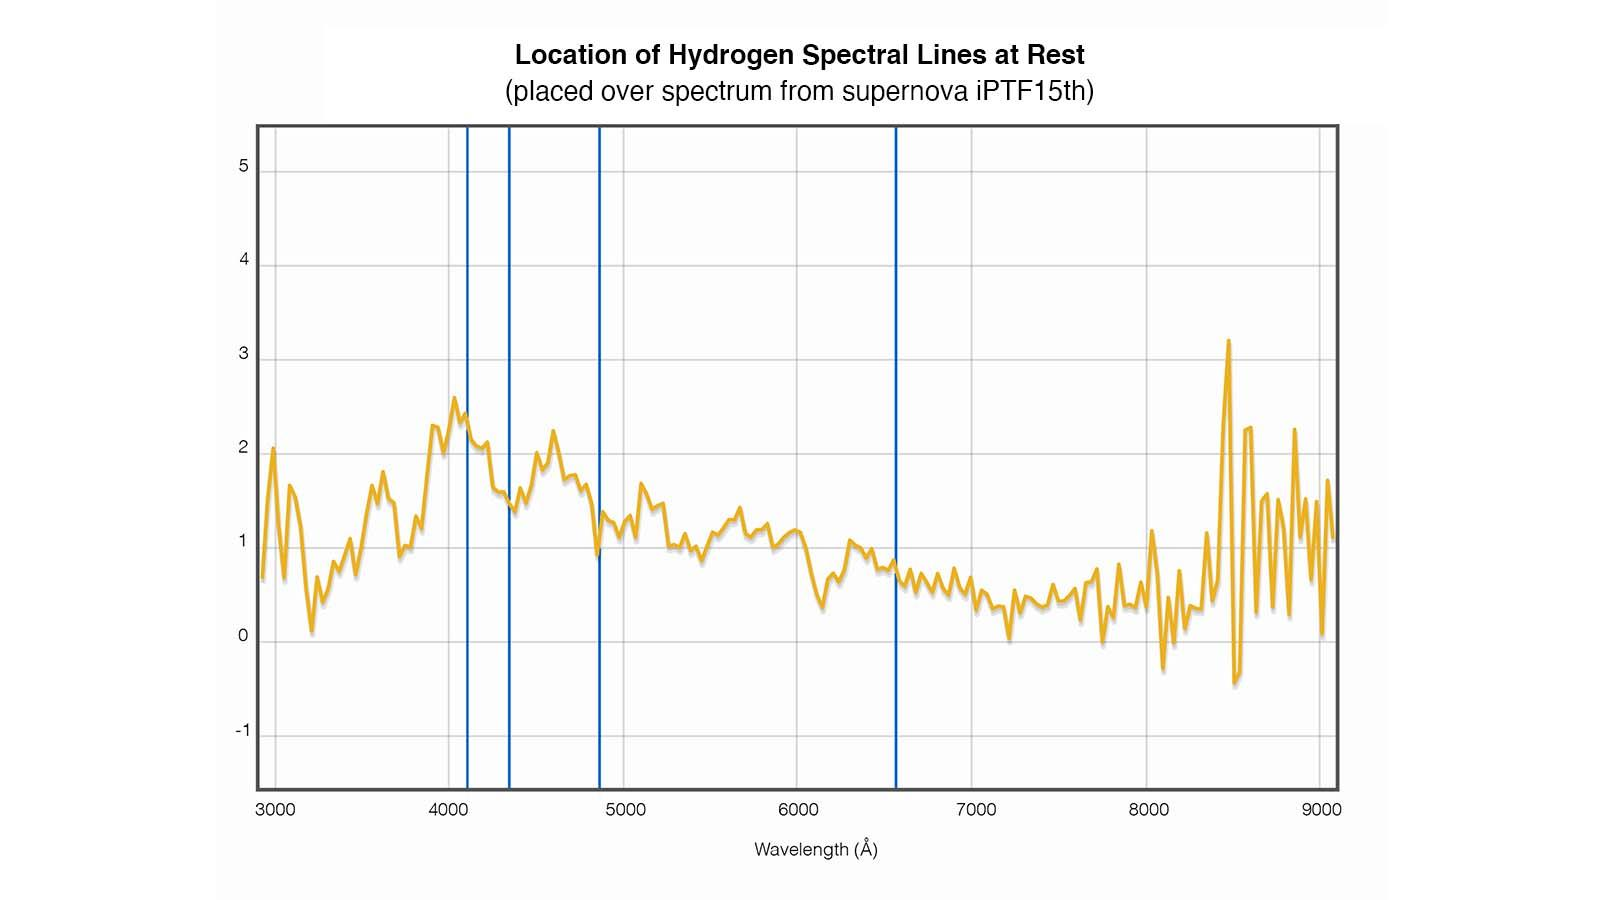 Location of Hydrogen Spectral Lines at Rest
(placed over spectrum from supernova iPTF15th)
5
4
3
2
1
0
-1
3000 4000 5000 6000 7000 8000 9000
Wavelength (Å)